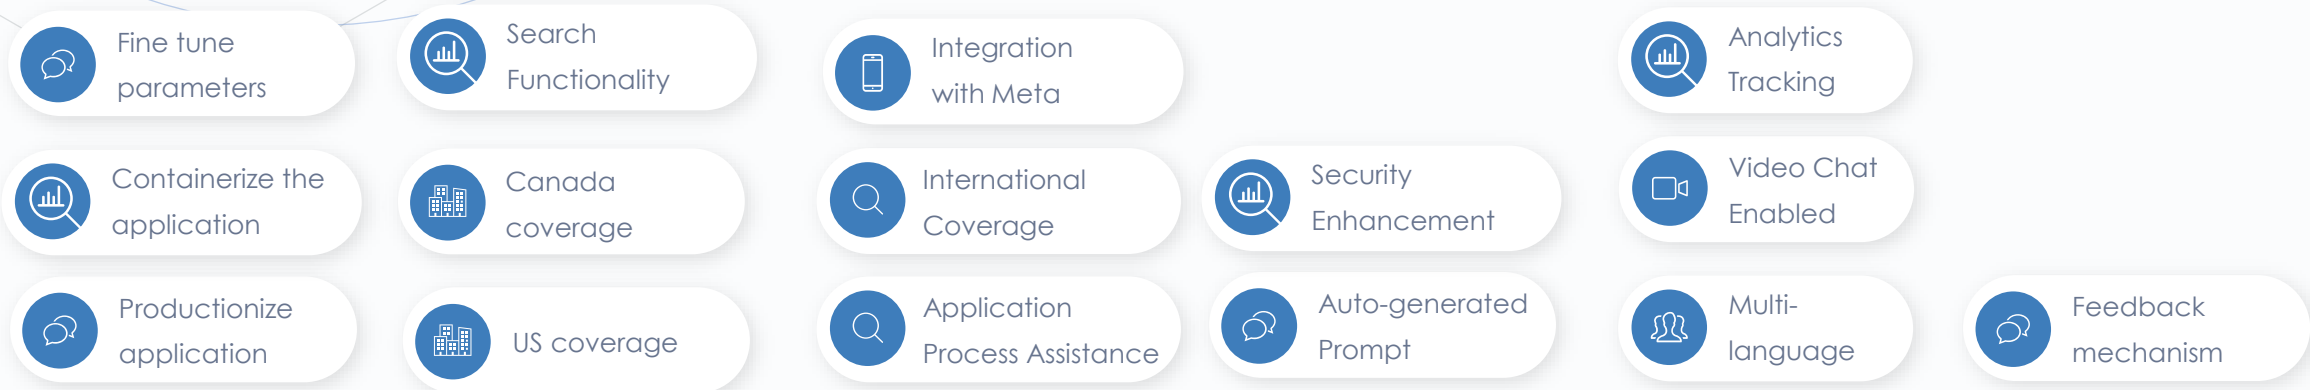 Fine tune
parameters
Search
Functionality
Integration
with Meta
Analytics
Tracking
Containerize the
application
Canada
coverage
International
Coverage
Security
Enhancement
Video Chat
Enabled
Productionize
application
US coverage
Application
Process Assistance
Auto-generated
Prompt
Multi-
language
Feedback
mechanism